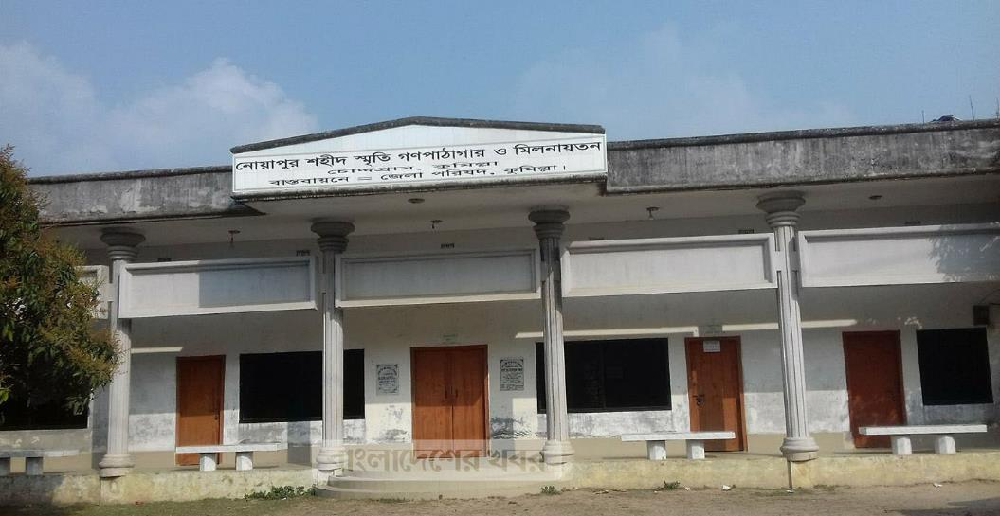 নোয়াপুর শহীদ স্মৃতি গণপাঠাগার ও মিলনায়তন
চৌদ্দগ্রাম, কুমিল্লা
বাস্তবায়নে = জেলা পরিষদ, কুমিল্লা।
বাংলাদেশের খবর